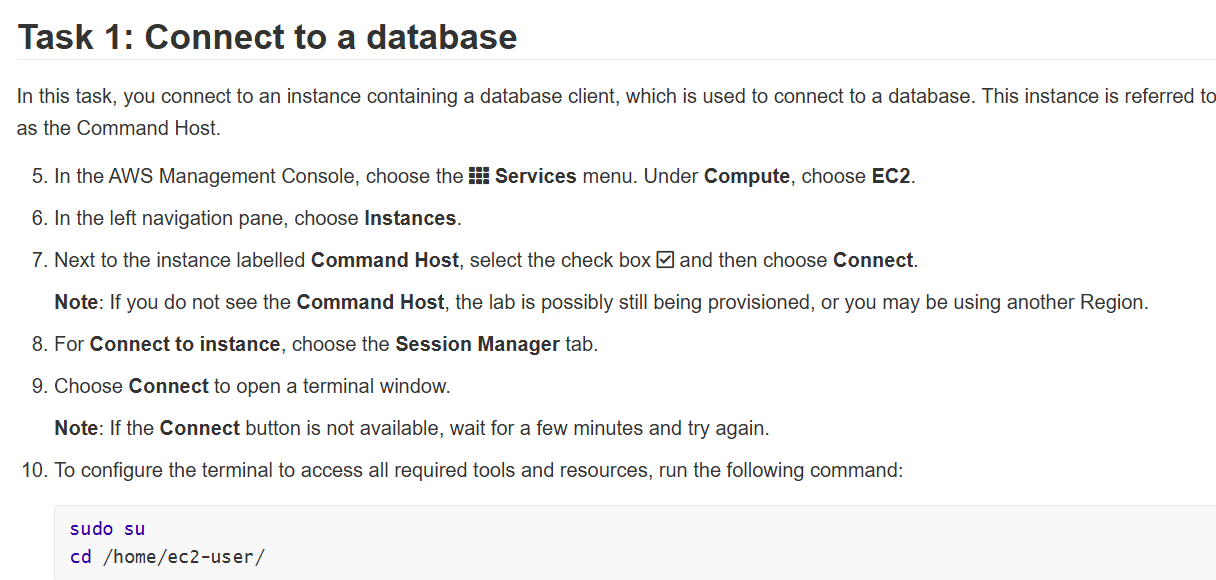 Task 1: Connect to a database
In this task, you connect to an instance containing a database client, which is used to connect to a database. This instance is referred to
as the Command Host.
5. In the AWS Management Console, choose the Services menu. Under Compute, choose EC2.
6. In the left navigation pane, choose Instances.
7. Next to the instance labelled Command Host, select the check box and then choose Connect.
Note: If you do not see the Command Host, the lab is possibly still being provisioned, or you may be using another Region.
8. For Connect to instance, choose the Session Manager tab.
9. Choose Connect to open a terminal window.
Note: If the Connect button is not available, wait for a few minutes and try again.
10. To configure the terminal to access all required tools and resources, run the following command:
sudo su
cd /home/ec2-user/